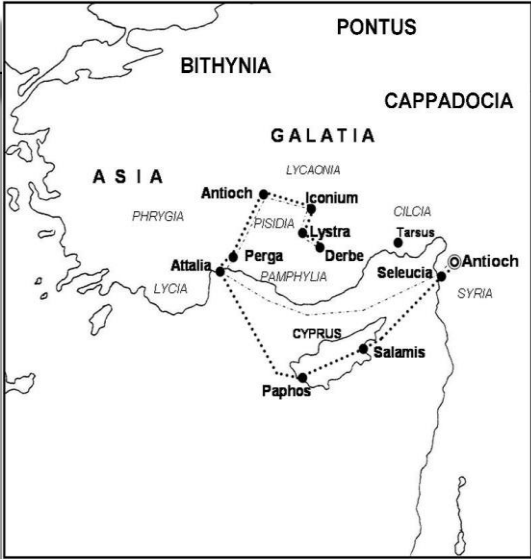 PONTUS
BITHYNIA
CAPPADOCIA
GALATIA
LYCAONIA
ASIA
Antioch
Iconium
PHRYGIA
PISIDIA
CILCIA
Lystra
Tarsus
Derbe
Perga
Attalia
PAMPHYLIA
Seleucia
Antioch
LYCIA
SYRIA
CYPRUS
Salamis
Paphos